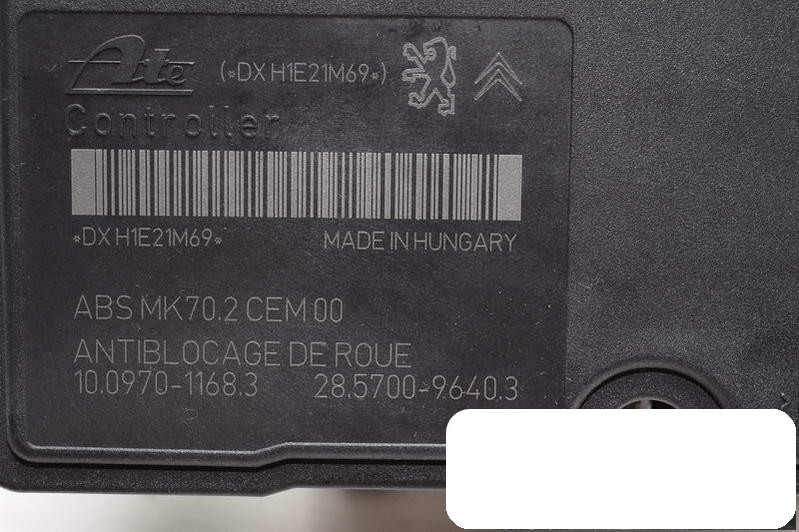 Ate (*DX H1E21M69*)
Controller
*DX H1E21M69* MADE IN HUNGARY
ABS MK70.2 CEM 00
ANTIBLOCAGE DE ROUE
10.0970-1168.3 28.5700-9640.3